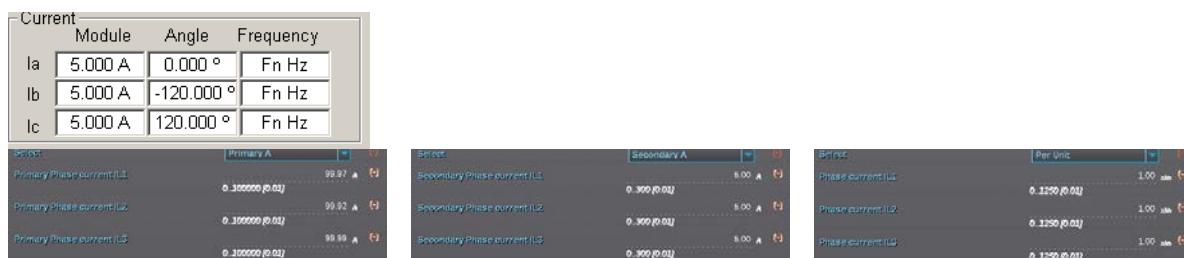 Current
Module Angle Frequency
Ia 5.000 A 0.000 º Fn Hz
Ib 5.000 A -120.000 º Fn Hz
Ic 5.000 A 120.000 º Fn Hz
Select Primary A
Primary Phase current IL1 99.97 A
0..300000 [0.01]
Primary Phase current IL2 99.92 A
0..300000 [0.01]
Primary Phase current IL3 99.99 A
0..300000 [0.01]
Select Secondary A
Secondary Phase current IL1 5.00 A
0..300 [0.01]
Secondary Phase current IL2 5.00 A
0..300 [0.01]
Secondary Phase current IL3 5.00 A
0..300 [0.01]
Select Per Unit
Phase current IL1 1.00 xIn
0..1250 [0.01]
Phase current IL2 1.00 xIn
0..1250 [0.01]
Phase current IL3 1.00 xIn
0..1250 [0.01]